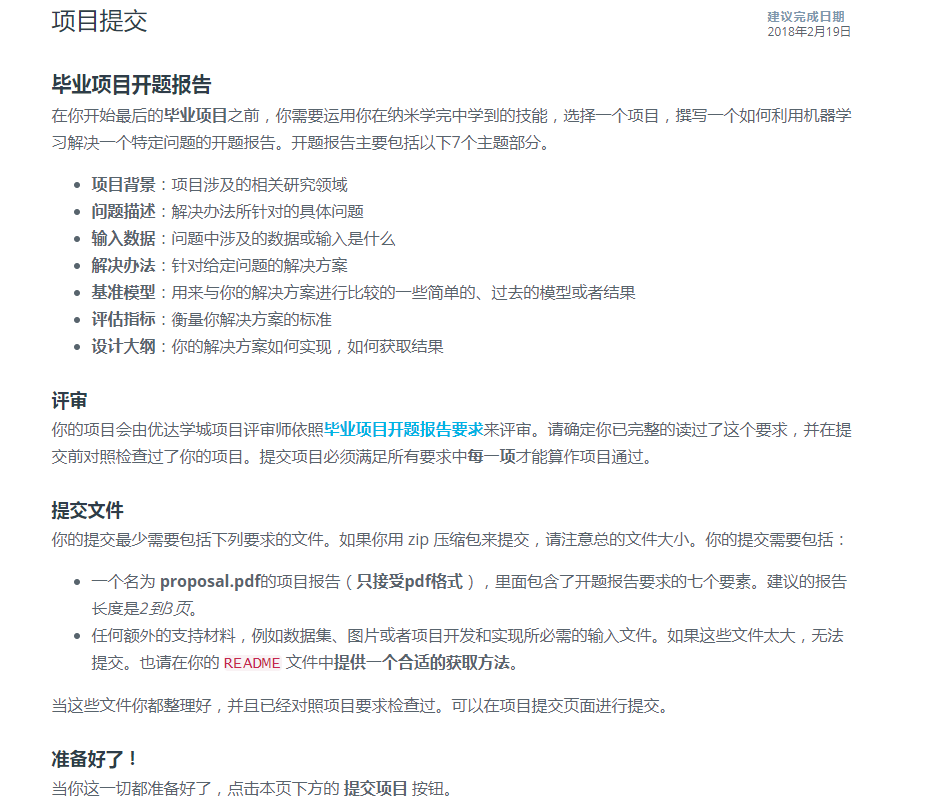 项目提交
建议完成日期
2018年2月19日
毕业项目开题报告
在你开始最后的毕业项目之前，你需要运用你在纳米学完中学到的技能，选择一个项目，撰写一个如何利用机器学
习解决一个特定问题的开题报告。开题报告主要包括以下7个主题部分。
• 项目背景：项目涉及的相关研究领域
• 问题描述：解决办法所针对的具体问题
• 输入数据：问题中涉及的数据或输入是什么
• 解决办法：针对给定问题的解决方案
• 基准模型：用来与你的解决方案进行比较的一些简单的、过去的模型或者结果
• 评估指标：衡量你解决方案的标准
• 设计大纲：你的解决方案如何实现，如何获取结果
评审
你的项目会由优达学城项目评审师依照毕业项目开题报告要求来评审。请确定你已完整的读过了这个要求，并在提
交前对照检查过了你的项目。提交项目必须满足所有要求中每一项才能算作项目通过。
提交文件
你的提交最少需要包括下列要求的文件。如果你用 zip 压缩包来提交，请注意总的文件大小。你的提交需要包括：
• 一个名为 proposal.pdf的项目报告（只接受pdf格式），里面包含了开题报告要求的七个要素。建议的报告
长度是2到3页。
• 任何额外的支持材料，例如数据集、图片或者项目开发和实现所必需的输入文件。如果这些文件太大，无法
提交。也请在你的 README 文件中提供一个合适的获取方法。
当这些文件你都整理好，并且已经对照项目要求检查过。可以在项目提交页面进行提交。
准备好了！
当你这一切都准备好了，点击本页下方的 提交项目 按钮。